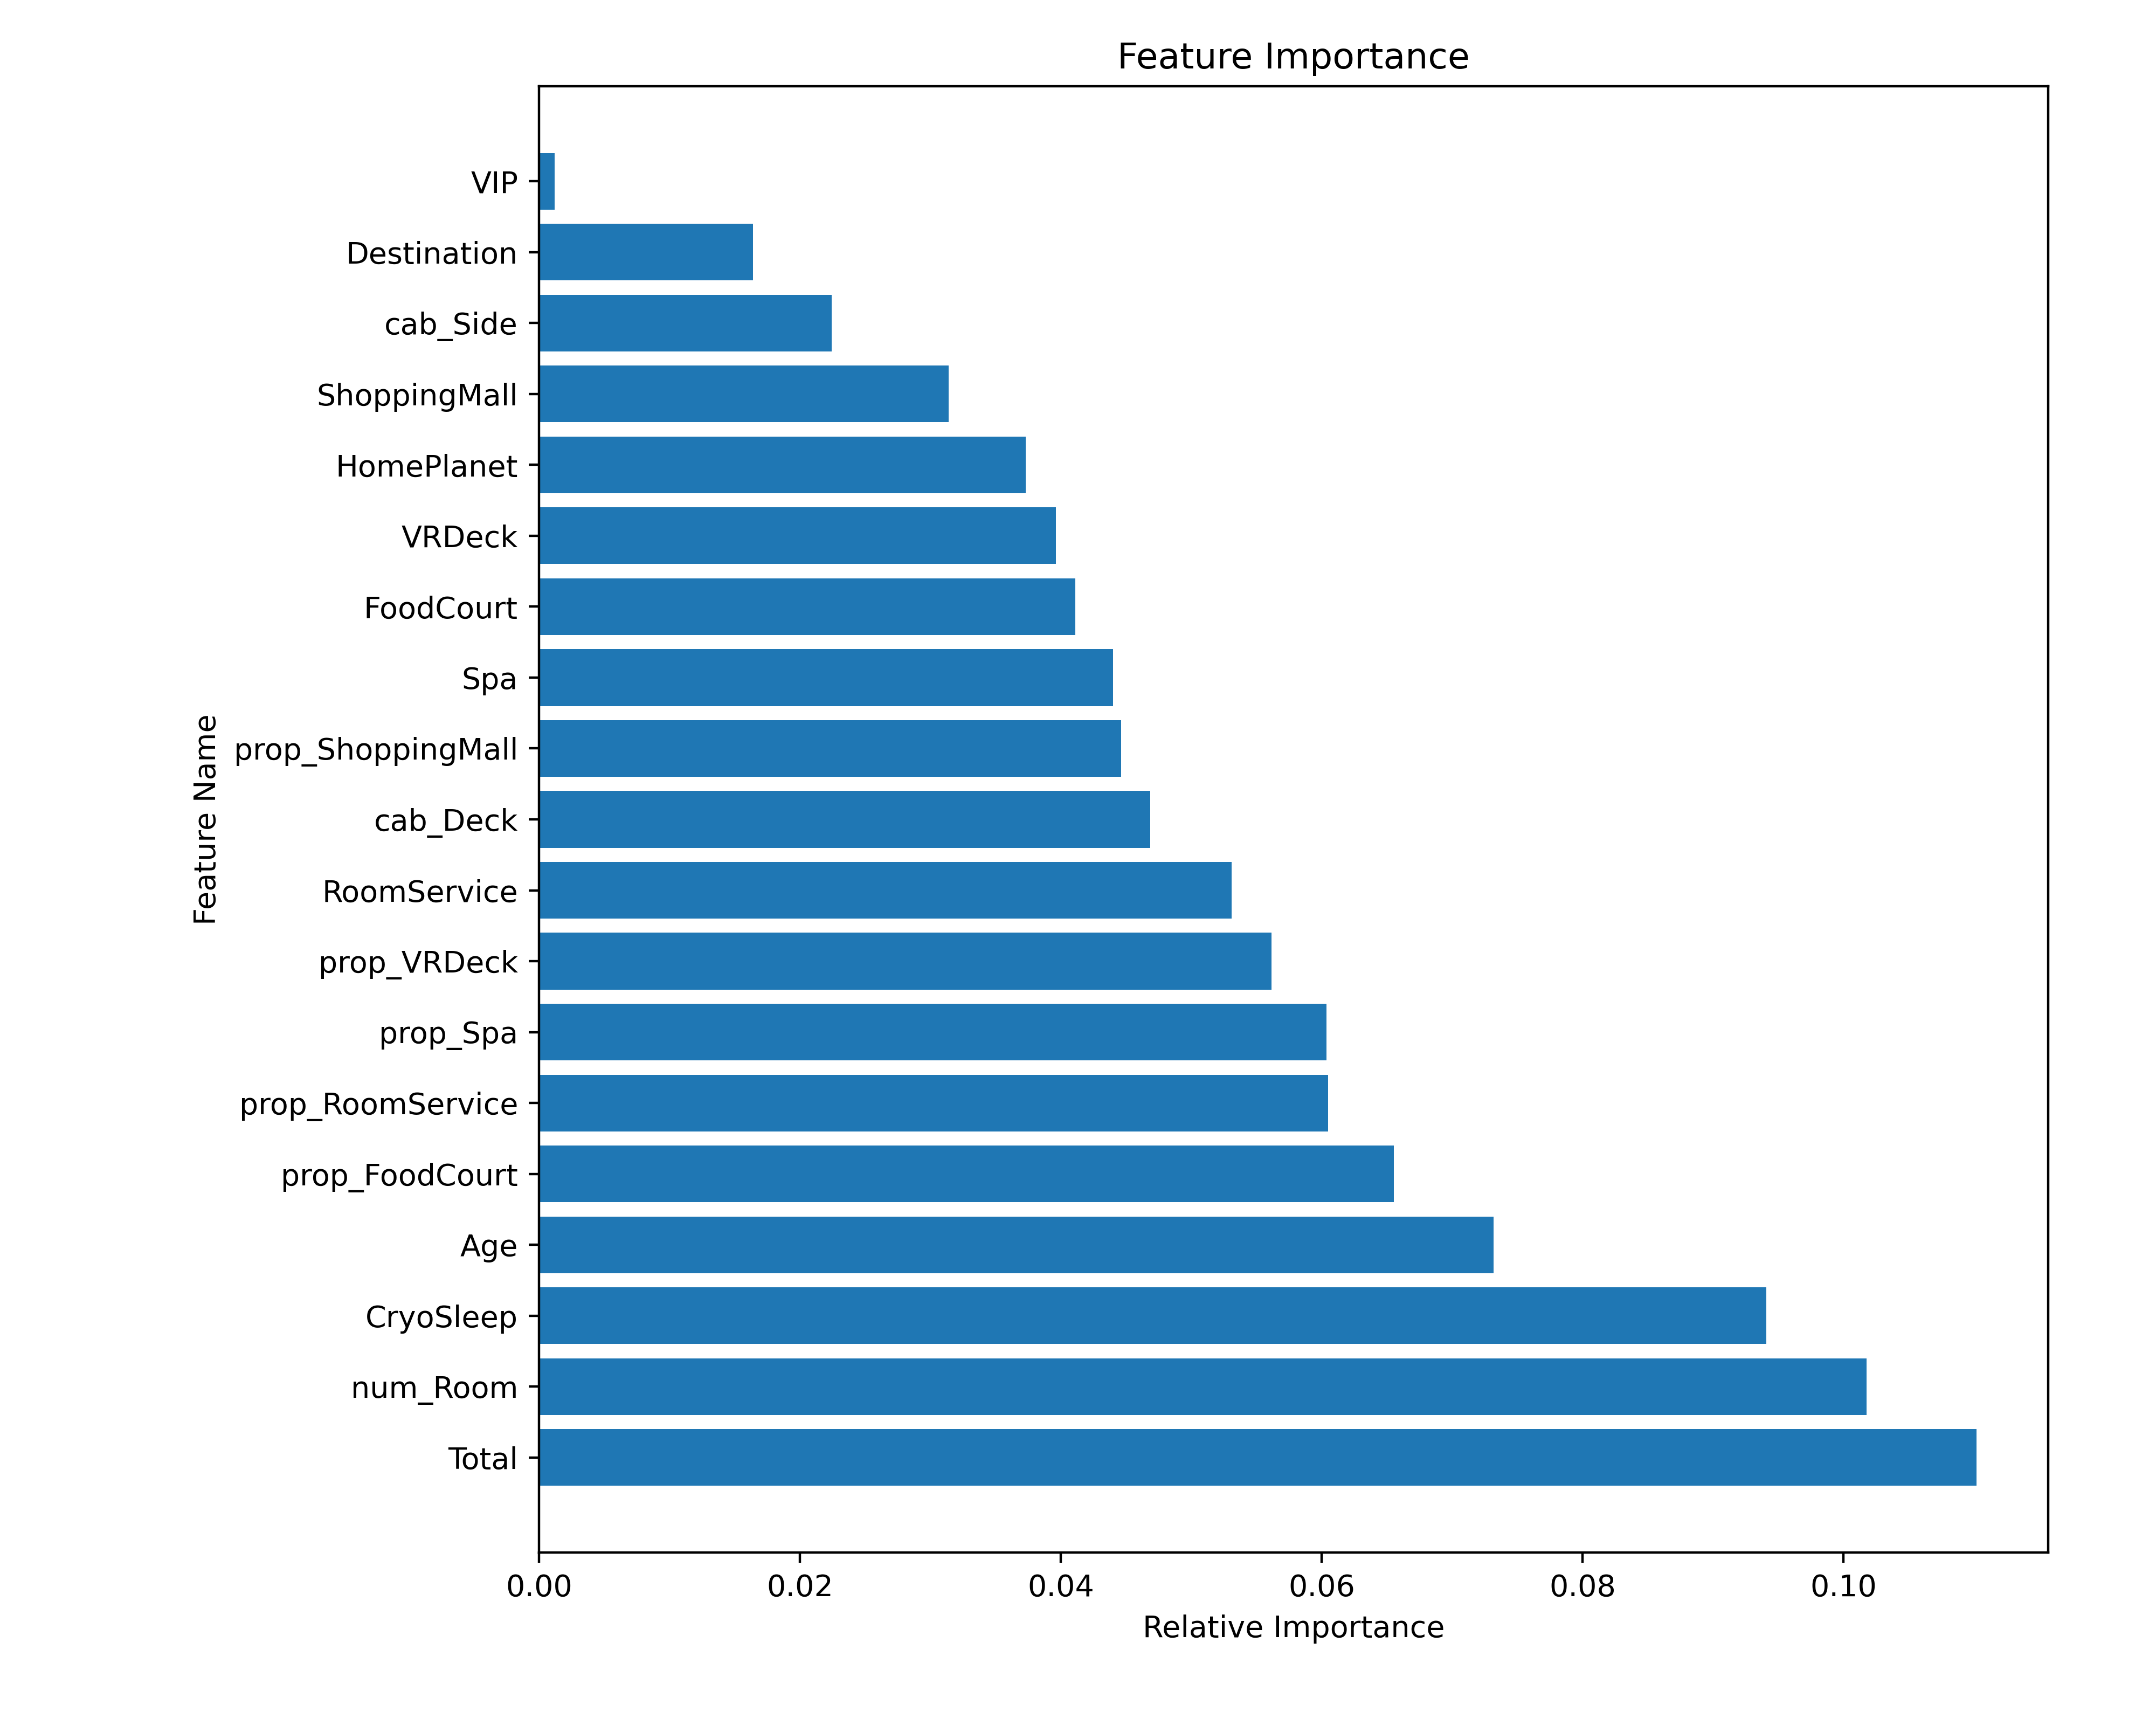 Feature Importance
Feature Name
VIP
Destination
cab_Side
ShoppingMall
HomePlanet
VRDeck
FoodCourt
Spa
prop_ShoppingMall
cab_Deck
RoomService
prop_VRDeck
prop_Spa
prop_RoomService
prop_FoodCourt
Age
CryoSleep
num_Room
Total
0.00 0.02 0.04 0.06 0.08 0.10
Relative Importance